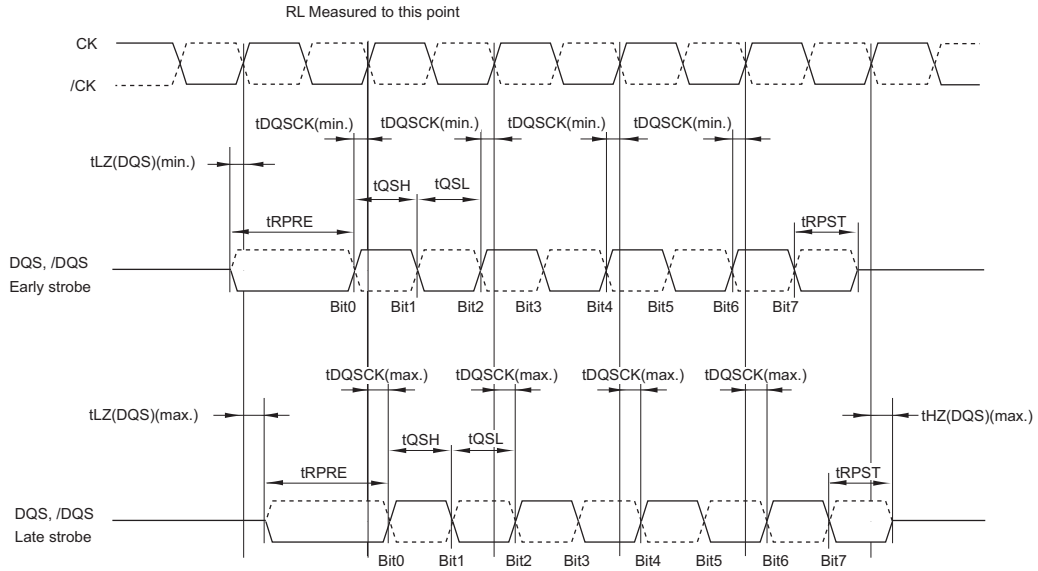 RL Measured to this point
CK
/CK
tDQSCK(min.) tDQSCK(min.) tDQSCK(min.) tDQSCK(min.)
tLZ(DQS)(min.)
tQSH tQSL
tRPRE tRPST
DQS, /DQS
Early strobe
Bit0 Bit1 Bit2 Bit3 Bit4 Bit5 Bit6 Bit7
tDQSCK(max.) tDQSCK(max.) tDQSCK(max.) tDQSCK(max.)
tLZ(DQS)(max.) tHZ(DQS)(max.)
tQSH tQSL
tRPRE tRPST
DQS, /DQS
Late strobe
Bit0 Bit1 Bit2 Bit3 Bit4 Bit5 Bit6 Bit7